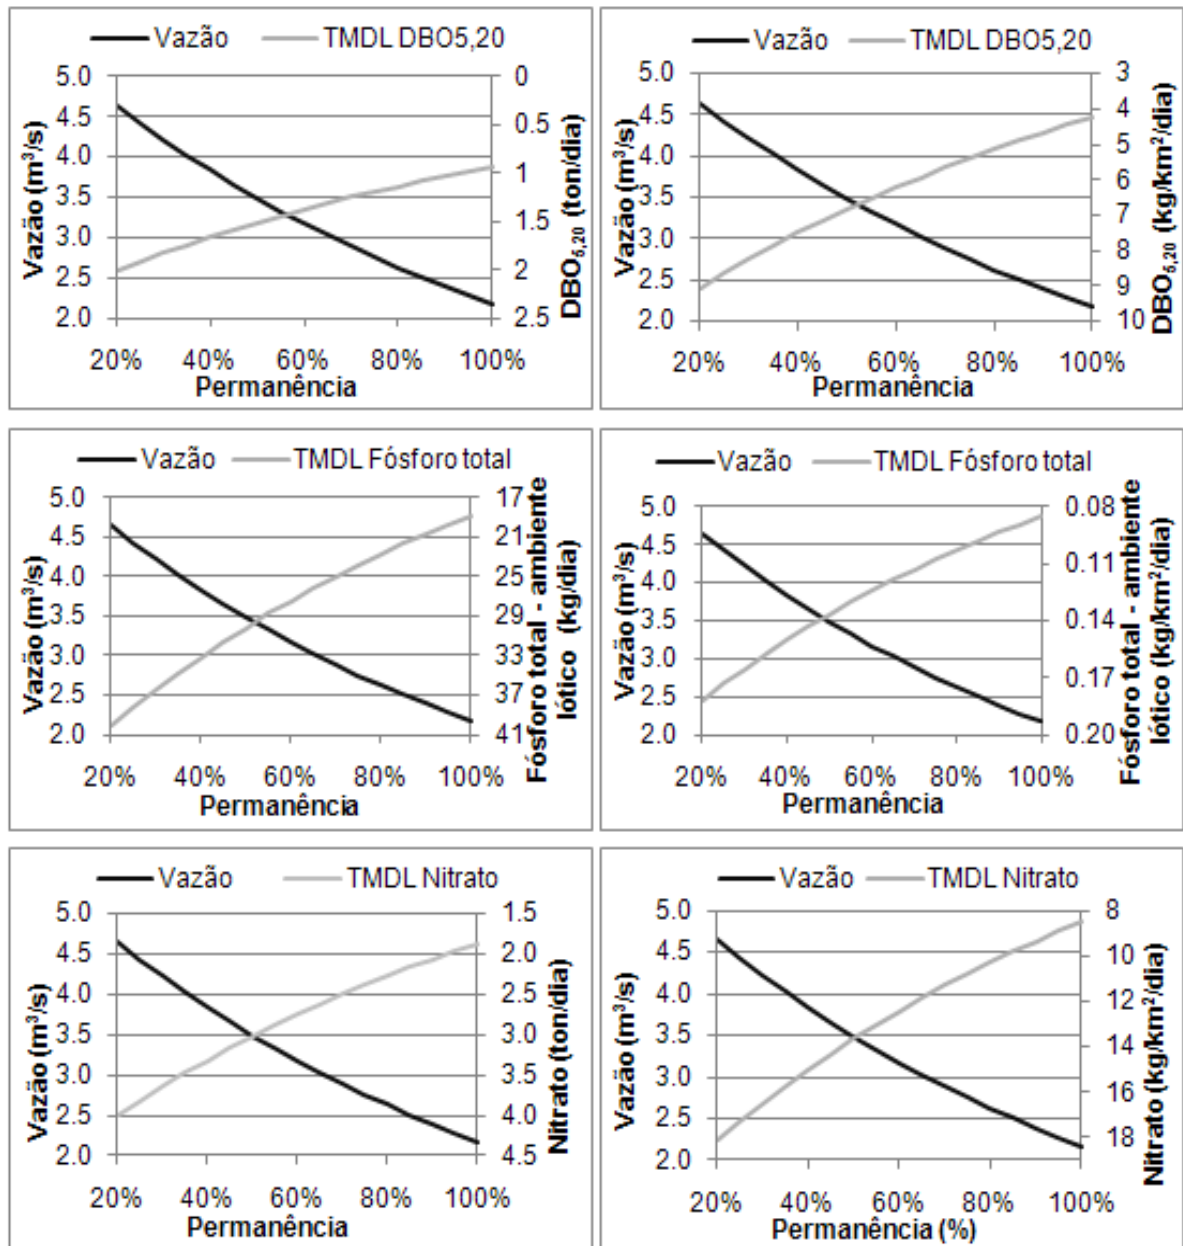 Vazão TMDL DBO5,20
Vazão (m³/s)
5.0
4.5
4.0
3.5
3.0
2.5
2.0
0
0.5
1
1.5
2
2.5
DBO₅,₂₀ (ton/dia)
20% 40% 60% 80% 100%
Permanência
Vazão TMDL DBO5,20
Vazão (m³/s)
5.0
4.5
4.0
3.5
3.0
2.5
2.0
3
4
5
6
7
8
9
10
DBO₅,₂₀ (kg/km²/dia)
20% 40% 60% 80% 100%
Permanência
Vazão TMDL Fósforo total
Vazão (m³/s)
5.0
4.5
4.0
3.5
3.0
2.5
2.0
17
21
25
29
33
37
41
Fósforo total - ambiente
lótico (kg/dia)
20% 40% 60% 80% 100%
Permanência
Vazão TMDL Fósforo total
Vazão (m³/s)
5.0
4.5
4.0
3.5
3.0
2.5
2.0
0.08
0.11
0.14
0.17
0.20
Fósforo total - ambiente
lótico (kg/km²/dia)
20% 40% 60% 80% 100%
Permanência
Vazão TMDL Nitrato
Vazão (m³/s)
5.0
4.5
4.0
3.5
3.0
2.5
2.0
1.5
2.0
2.5
3.0
3.5
4.0
4.5
Nitrato (ton/dia)
20% 40% 60% 80% 100%
Permanência
Vazão TMDL Nitrato
Vazão (m³/s)
5.0
4.5
4.0
3.5
3.0
2.5
2.0
8
10
12
14
16
18
Nitrato (kg/km²/dia)
20% 40% 60% 80% 100%
Permanência (%)